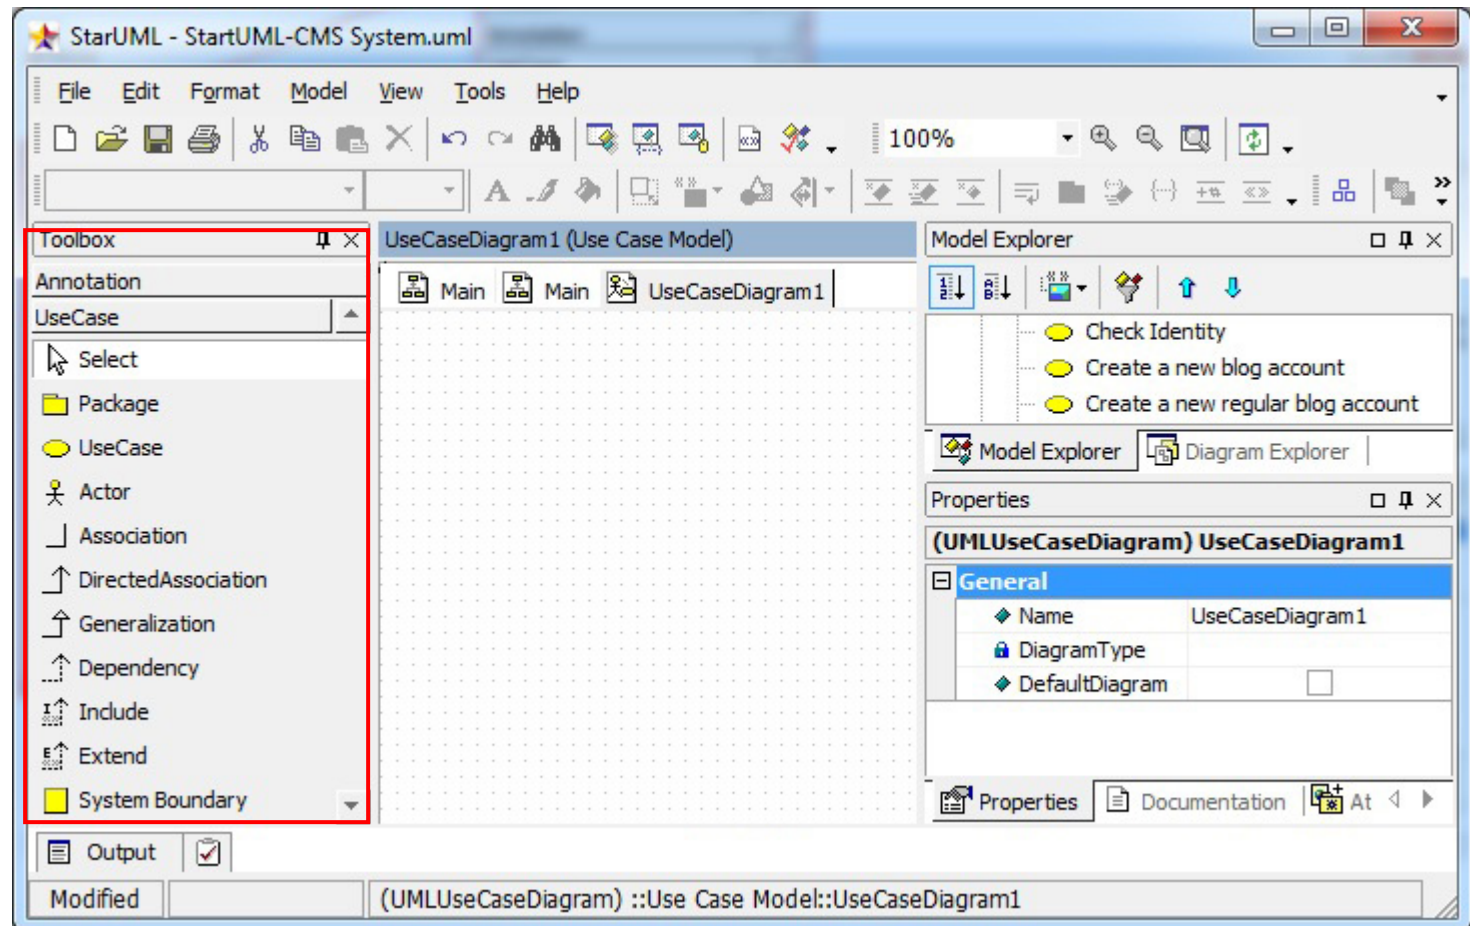 StarUML - StartUML-CMS System.uml
File Edit Format Model View Tools Help
100%
Toolbox
Annotation
UseCase
Select
Package
UseCase
Actor
Association
DirectedAssociation
Generalization
Dependency
Include
Extend
System Boundary
UseCaseDiagram1 (Use Case Model)
Main Main UseCaseDiagram1
Model Explorer
Check Identity
Create a new blog account
Create a new regular blog account
Model Explorer Diagram Explorer
Properties
(UMLUseCaseDiagram) UseCaseDiagram1
General
Name UseCaseDiagram1
DiagramType
DefaultDiagram
Properties Documentation At
Output
Modified (UMLUseCaseDiagram) ::Use Case Model::UseCaseDiagram1